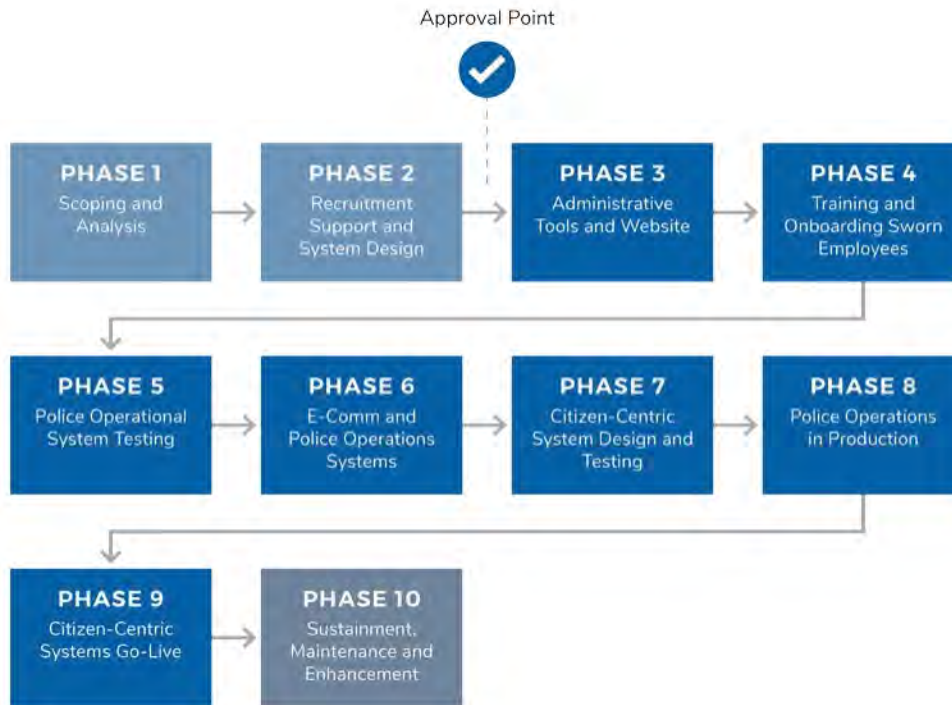 Approval Point
PHASE 1
Scoping and
Analysis
PHASE 2
Recruitment
Support and
System Design
PHASE 3
Administrative
Tools and Website
PHASE 4
Training and
Onboarding Sworn
Employees
PHASE 5
Police Operational
System Testing
PHASE 6
E-Comm and
Police Operations
Systems
PHASE 7
Citizen-Centric
System Design and
Testing
PHASE 8
Police Operations
in Production
PHASE 9
Citizen-Centric
Systems Go-Live
PHASE 10
Sustainment,
Maintenance and
Enhancement